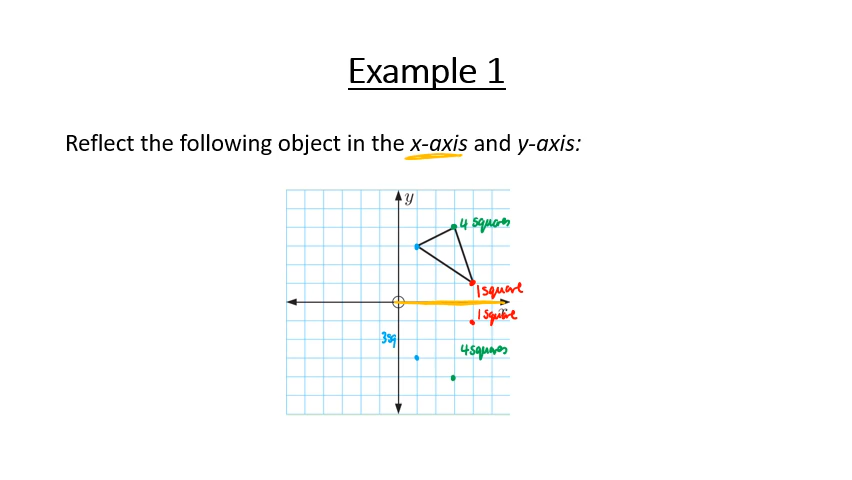 Example 1
Reflect the following object in the x-axis and y-axis:
y
4 squares
1 square
1 square
3sq
4 squares